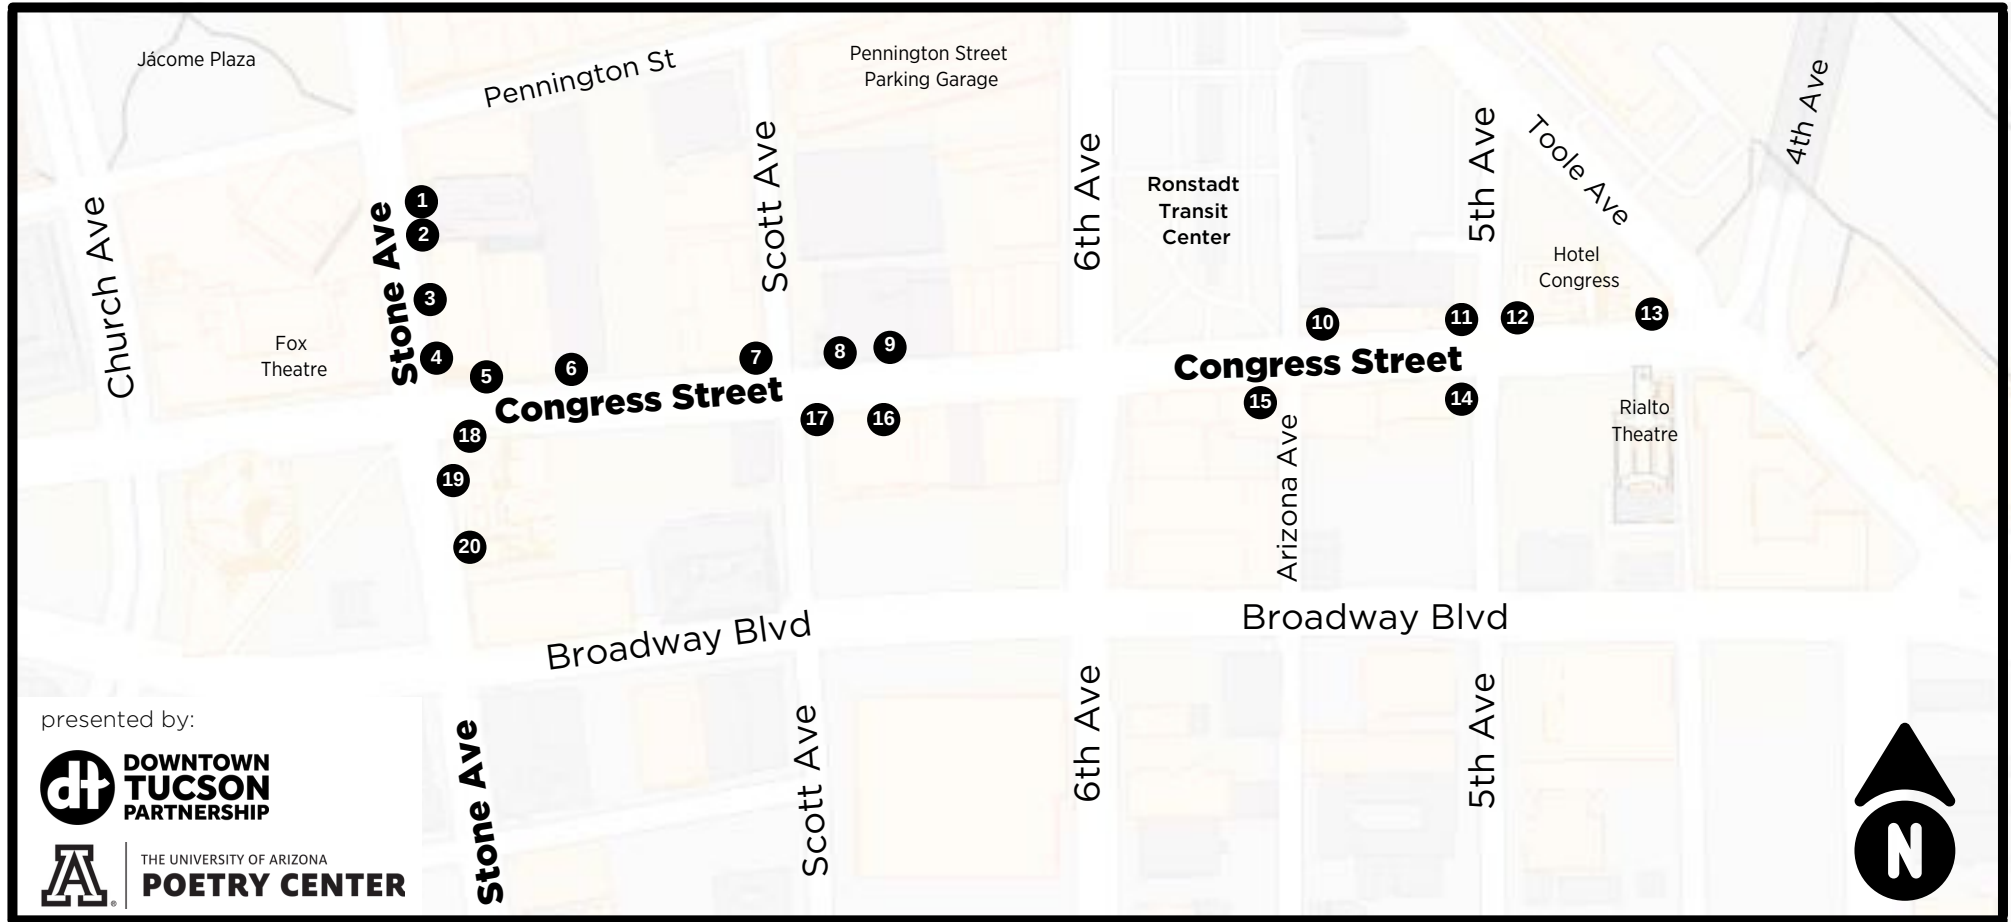 Jácome Plaza
Pennington St
Pennington Street
Parking Garage
4th Ave
Church Ave
Stone Ave
Scott Ave
6th Ave
Ronstadt
Transit
Center
5th Ave
Toole Ave
Hotel
Congress
1
2
3
4
5
6
7
8
9
10
11
12
13
Fox
Theatre
Congress Street
Congress Street
15
14
17
16
18
19
20
Arizona Ave
Rialto
Theatre
Broadway Blvd
Broadway Blvd
Stone Ave
Scott Ave
6th Ave
5th Ave
presented by:
dt
DOWNTOWN
TUCSON
PARTNERSHIP
A
®
THE UNIVERSITY OF ARIZONA
POETRY CENTER
N